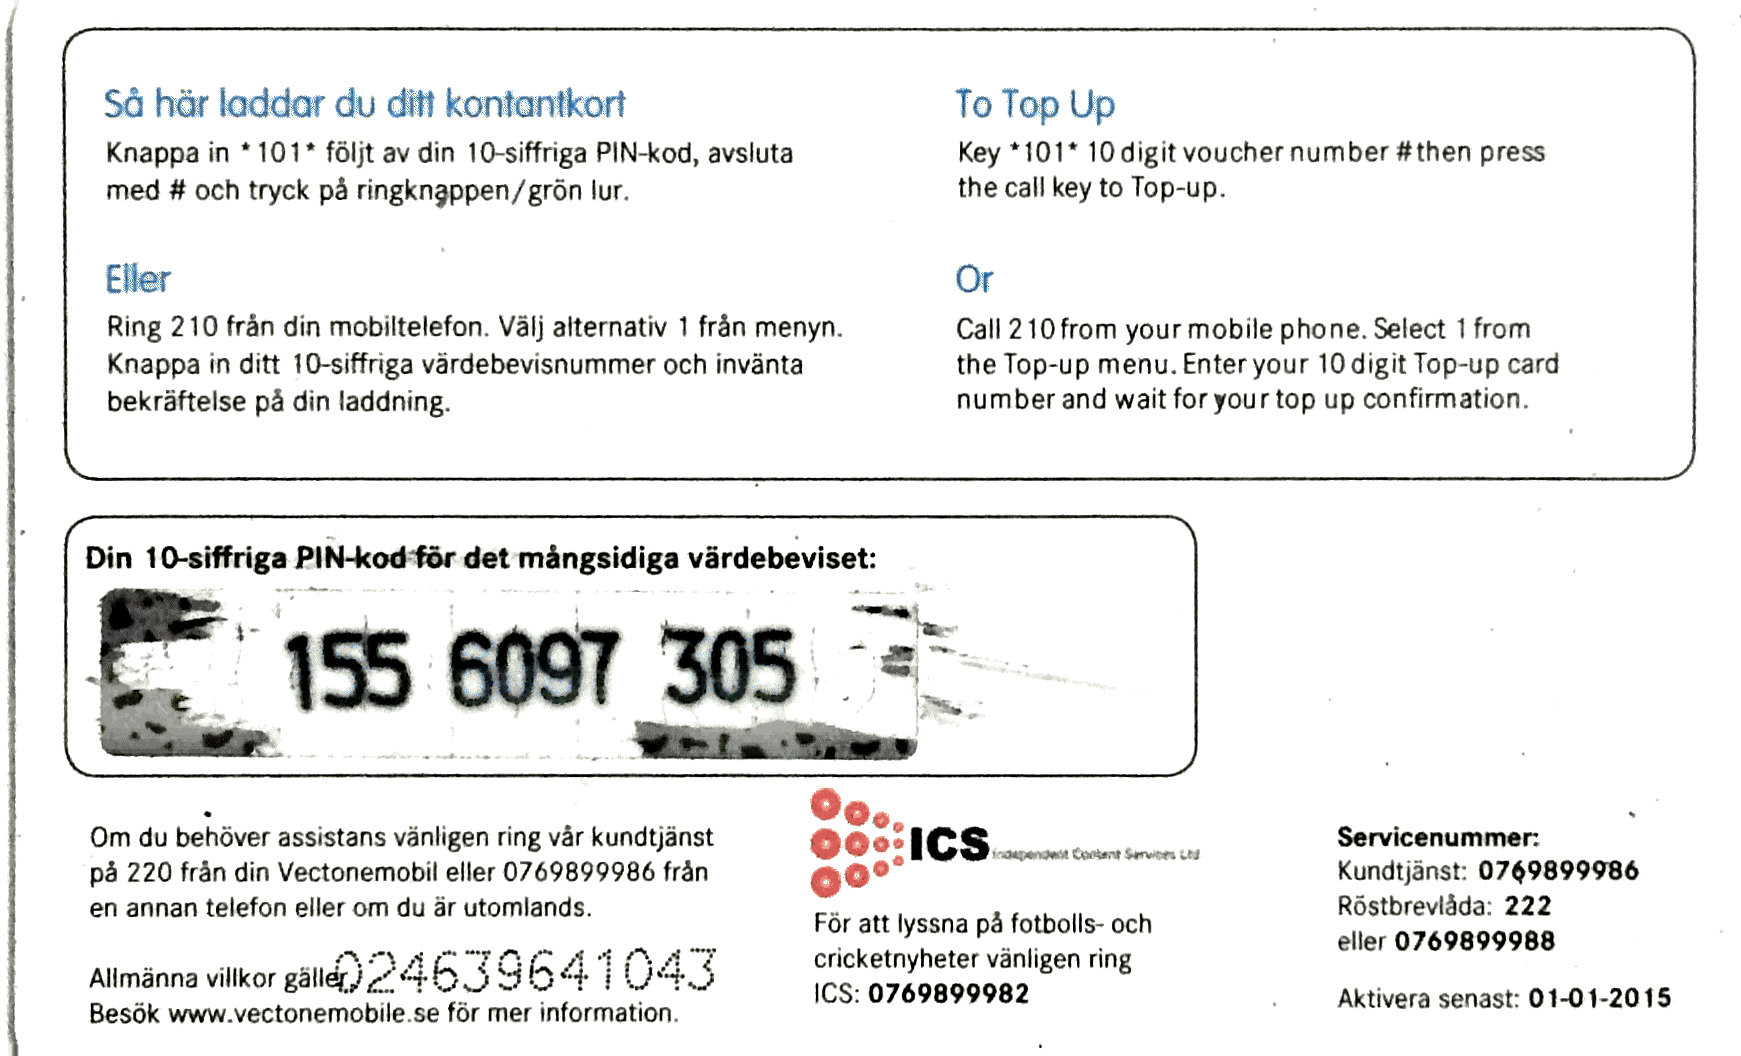 Så här laddar du ditt kontantkort
Knappa in *101* följt av din 10-siffriga PIN-kod, avsluta
med # och tryck på ringknappen/grön lur.
Eller
Ring 210 från din mobiltelefon. Välj alternativ 1 från menyn.
Knappa in ditt 10-siffriga värdebevisnummer och invänta
bekräftelse på din laddning.
To Top Up
Key *101* 10 digit voucher number # then press
the call key to Top-up.
Or
Call 210 from your mobile phone. Select 1 from
the Top-up menu. Enter your 10 digit Top-up card
number and wait for your top up confirmation.
Din 10-siffriga PIN-kod för det mångsidiga värdebeviset:
155 6097 305
Om du behöver assistans vänligen ring vår kundtjänst
på 220 från din Vectonemobil eller 0769899986 från
en annan telefon eller om du är utomlands.
Allmänna villkor gäller.
024639641043
Besök www.vectonemobile.se för mer information.
ICS Independent Content Services Ltd
För att lyssna på fotbolls- och
cricketnyheter vänligen ring
ICS: 0769899982
Servicenummer:
Kundtjänst: 0769899986
Röstbrevlåda: 222
eller 0769899988
Aktivera senast: 01-01-2015